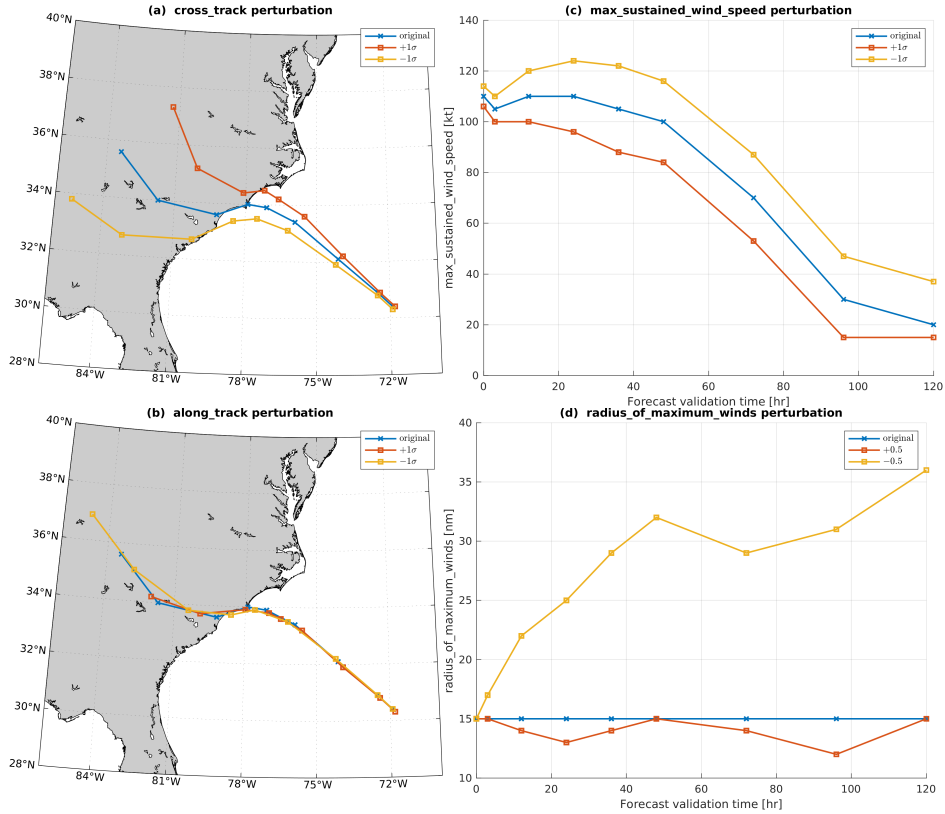 (a) cross_track perturbation
40°N
38°N
36°N
34°N
32°N
30°N
28°N
84°W
81°W
78°W
75°W
72°W
original
+1σ
−1σ
(c) max_sustained_wind_speed perturbation
max_sustained_wind_speed [kt]
140
120
100
80
60
40
20
0
0
20
40
60
80
100
120
Forecast validation time [hr]
original
+1σ
−1σ
(b) along_track perturbation
40°N
38°N
36°N
34°N
32°N
30°N
28°N
84°W
81°W
78°W
75°W
72°W
original
+1σ
−1σ
(d) radius_of_maximum_winds perturbation
radius_of_maximum_winds [nm]
40
35
30
25
20
15
10
0
20
40
60
80
100
120
Forecast validation time [hr]
original
+0.5
−0.5